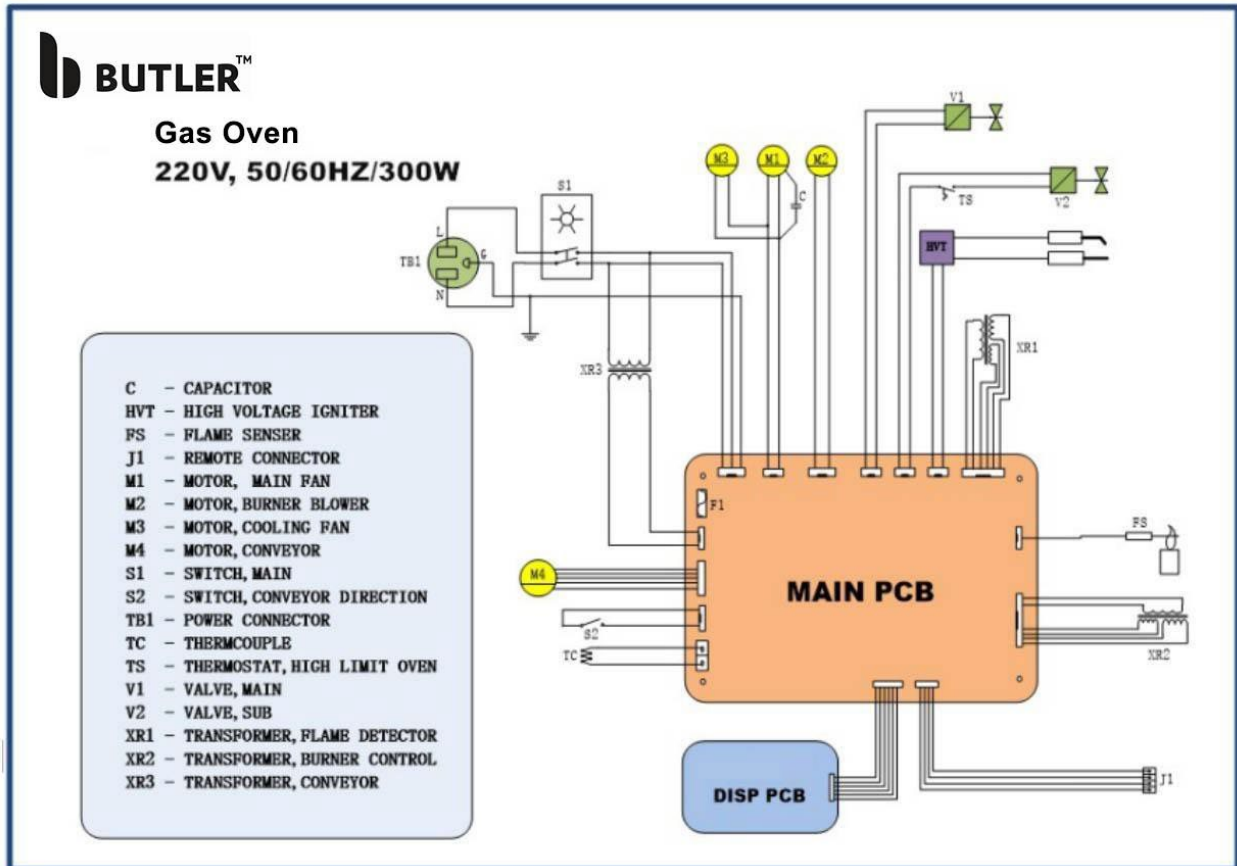 BUTLER™
Gas Oven
220V, 50/60HZ/300W
S1
L
TB1
G
N
M3
M1
M2
C
V1
TS
V2
HVT
XR1
XR3
C - CAPACITOR
HVT - HIGH VOLTAGE IGNITER
FS - FLAME SENSER
J1 - REMOTE CONNECTOR
M1 - MOTOR, MAIN FAN
M2 - MOTOR, BURNER BLOWER
M3 - MOTOR, COOLING FAN
M4 - MOTOR, CONVEYOR
S1 - SWITCH, MAIN
S2 - SWITCH, CONVEYOR DIRECTION
TB1 - POWER CONNECTOR
TC - THERMCOUPLE
TS - THERMOSTAT, HIGH LIMIT OVEN
V1 - VALVE, MAIN
V2 - VALVE, SUB
XR1 - TRANSFORMER, FLAME DETECTOR
XR2 - TRANSFORMER, BURNER CONTROL
XR3 - TRANSFORMER, CONVEYOR
F1
FS
M4
MAIN PCB
S2
TC
XR2
DISP PCB
J1